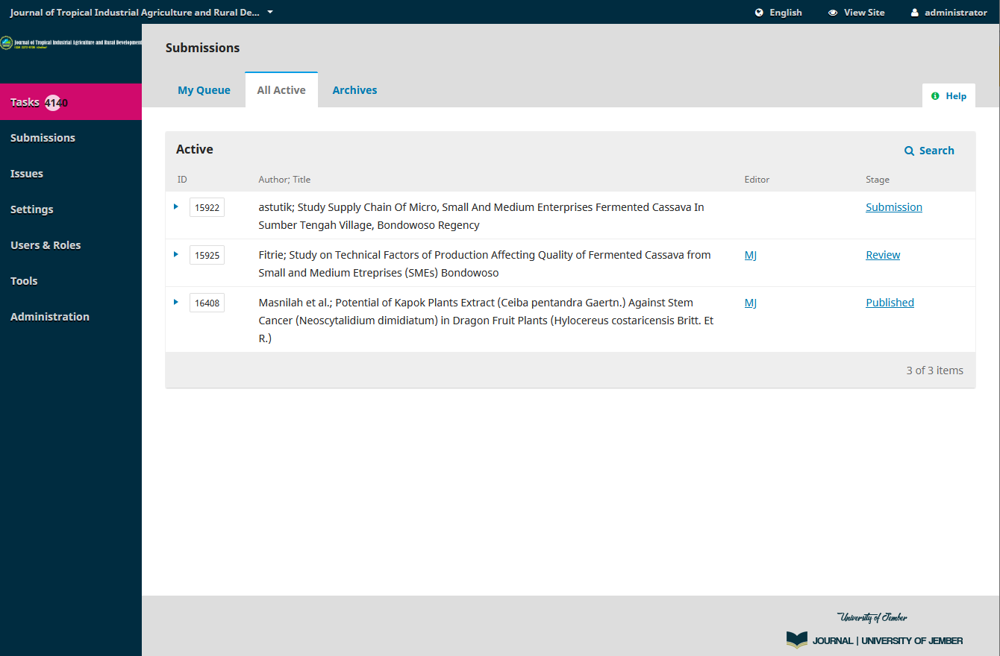 Journal of Tropical Industrial Agriculture and Rural De...
English
View Site
administrator
Journal of Tropical Industrial Agriculture and Rural Development
Tasks 4140
Submissions
Issues
Settings
Users & Roles
Tools
Administration
Submissions
My Queue
All Active
Archives
Help
Active
Search
ID
Author; Title
Editor
Stage
15922
astutik; Study Supply Chain Of Micro, Small And Medium Enterprises Fermented Cassava In
Sumber Tengah Village, Bondowoso Regency
Submission
15925
Fitrie; Study on Technical Factors of Production Affecting Quality of Fermented Cassava from
Small and Medium Etreprises (SMEs) Bondowoso
MJ
Review
16408
Masnilah et al.; Potential of Kapok Plants Extract (Ceiba pentandra Gaertn.) Against Stem
Cancer (Neoscytalidium dimidiatum) in Dragon Fruit Plants (Hylocereus costaricensis Britt. Et
R.)
MJ
Published
3 of 3 items
University of Jember
JOURNAL | UNIVERSITY OF JEMBER